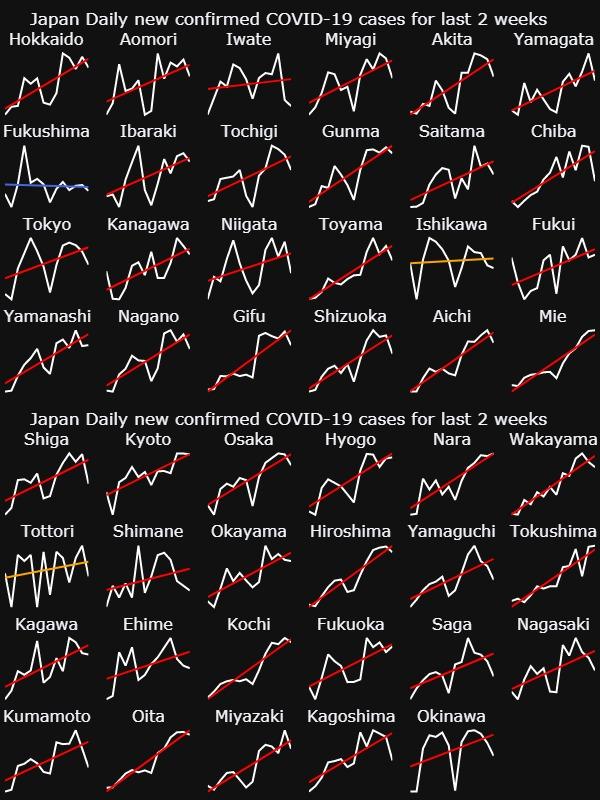 Japan Daily new confirmed COVID-19 cases for last 2 weeks
Hokkaido Aomori Iwate Miyagi Akita Yamagata
Fukushima Ibaraki Tochigi Gunma Saitama Chiba
Tokyo Kanagawa Niigata Toyama Ishikawa Fukui
Yamanashi Nagano Gifu Shizuoka Aichi Mie
Japan Daily new confirmed COVID-19 cases for last 2 weeks
Shiga Kyoto Osaka Hyogo Nara Wakayama
Tottori Shimane Okayama Hiroshima Yamaguchi Tokushima
Kagawa Ehime Kochi Fukuoka Saga Nagasaki
Kumamoto Oita Miyazaki Kagoshima Okinawa